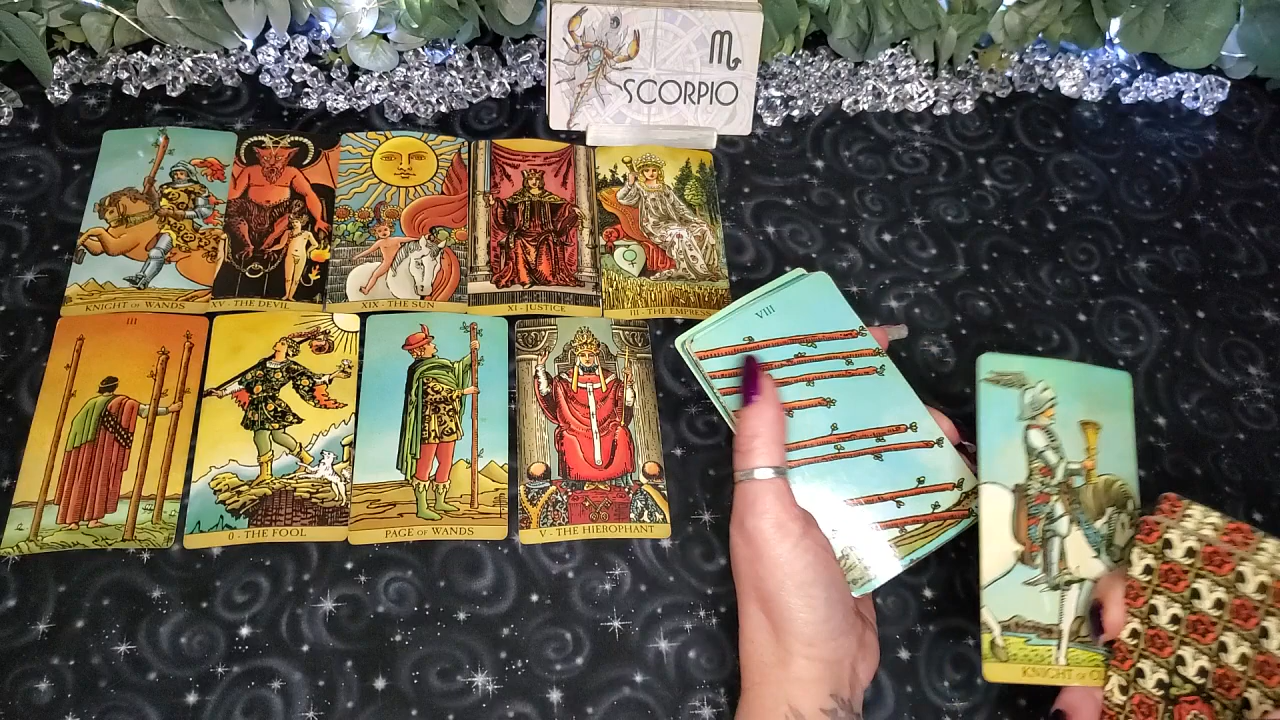 ♏
SCORPIO
KNIGHT OF WANDS
XV - THE DEVIL
XIX - THE SUN
XI - JUSTICE
III - THE EMPRESS
III
0 - THE FOOL
PAGE OF WANDS
V - THE HIEROPHANT
VIII
KNIGHT OF